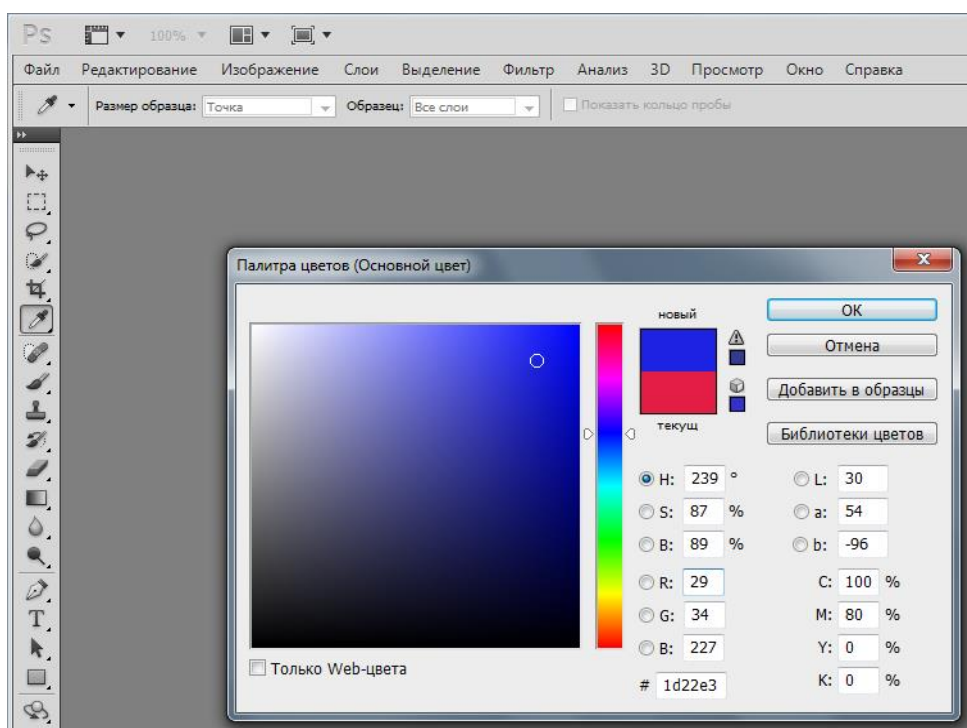 Ps 100%
Файл Редактирование Изображение Слои Выделение Фильтр Анализ 3D Просмотр Окно Справка
Размер образца: Точка Образец: Все слои Показать кольцо пробы
Палитра цветов (Основной цвет)
новый
текущ
ОК
Отмена
Добавить в образцы
Библиотеки цветов
H: 239 ° L: 30
S: 87 % a: 54
B: 89 % b: -96
R: 29 C: 100 %
G: 34 M: 80 %
B: 227 Y: 0 %
# 1d22e3 K: 0 %
Только Web-цвета
T